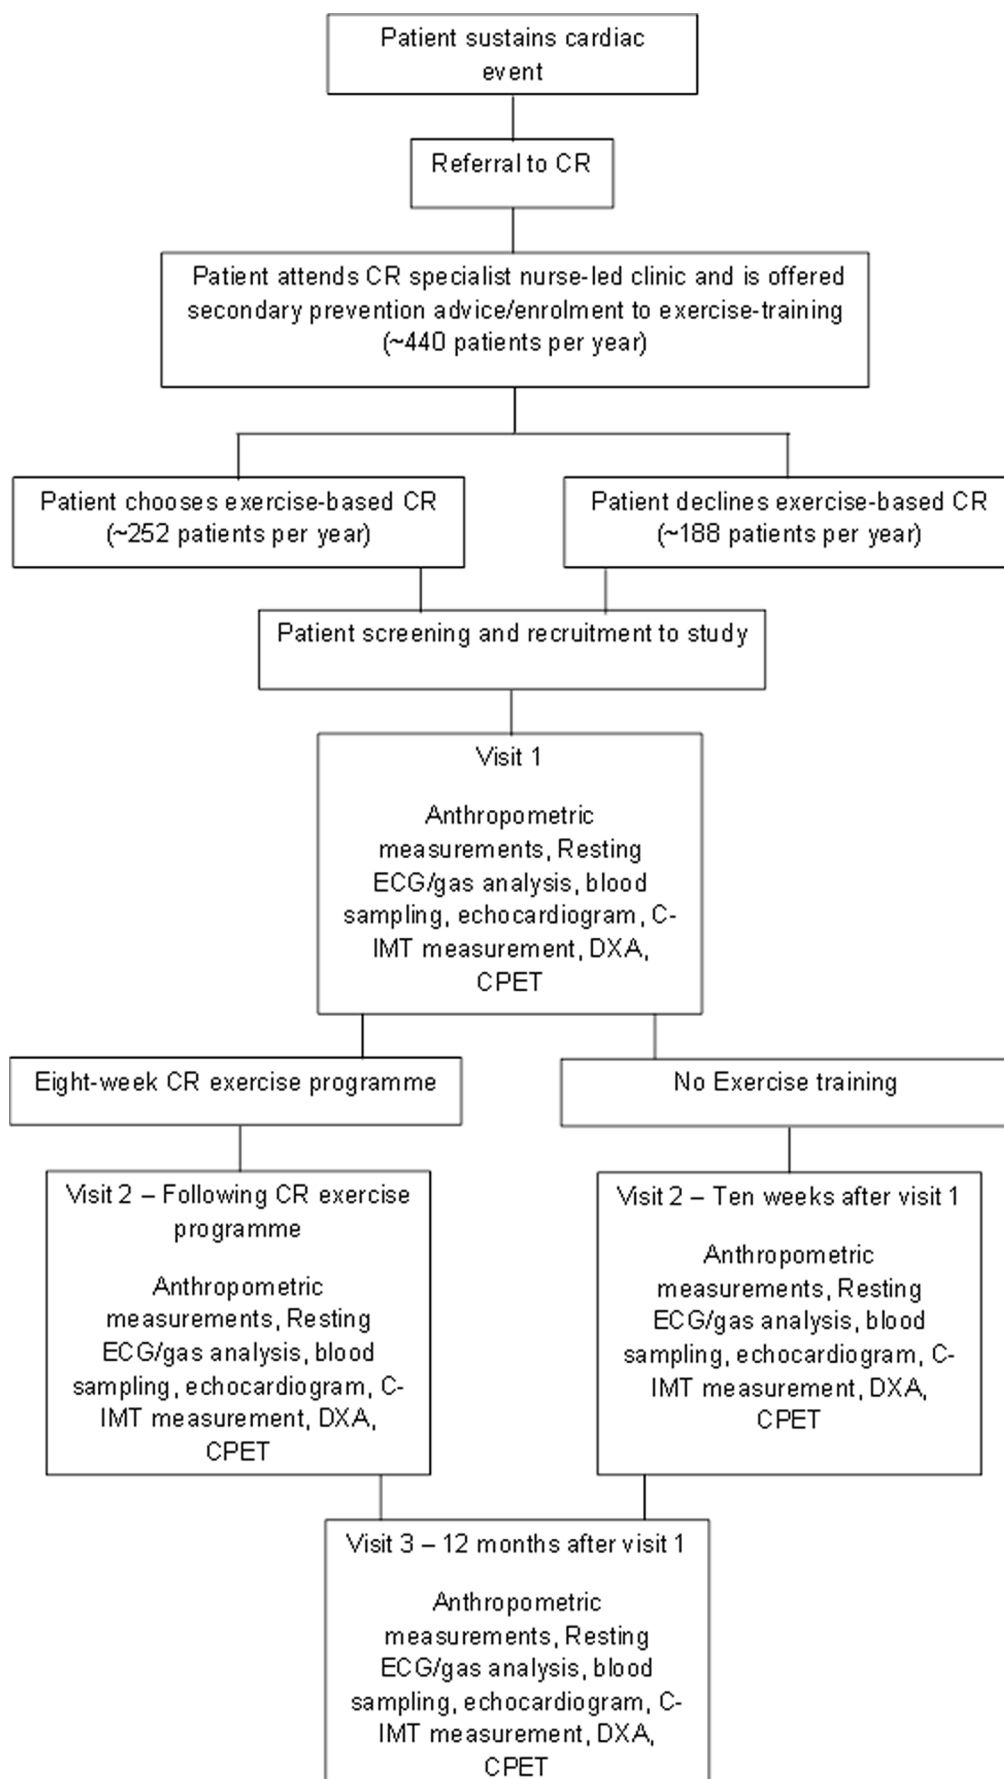 Patient sustains cardiac
event
Referral to CR
Patient attends CR specialist nurse-led clinic and is offered
secondary prevention advice/enrolment to exercise-training
(~440 patients per year)
Patient chooses exercise-based CR
(~252 patients per year)
Patient declines exercise-based CR
(~188 patients per year)
Patient screening and recruitment to study
Visit 1
Anthropometric
measurements, Resting
ECG/gas analysis, blood
sampling, echocardiogram, C-
IMT measurement, DXA,
CPET
Eight-week CR exercise programme
No Exercise training
Visit 2 – Following CR exercise
programme
Anthropometric
measurements, Resting
ECG/gas analysis, blood
sampling, echocardiogram, C-
IMT measurement, DXA,
CPET
Visit 2 – Ten weeks after visit 1
Anthropometric
measurements, Resting
ECG/gas analysis, blood
sampling, echocardiogram, C-
IMT measurement, DXA,
CPET
Visit 3 – 12 months after visit 1
Anthropometric
measurements, Resting
ECG/gas analysis, blood
sampling, echocardiogram, C-
IMT measurement, DXA,
CPET